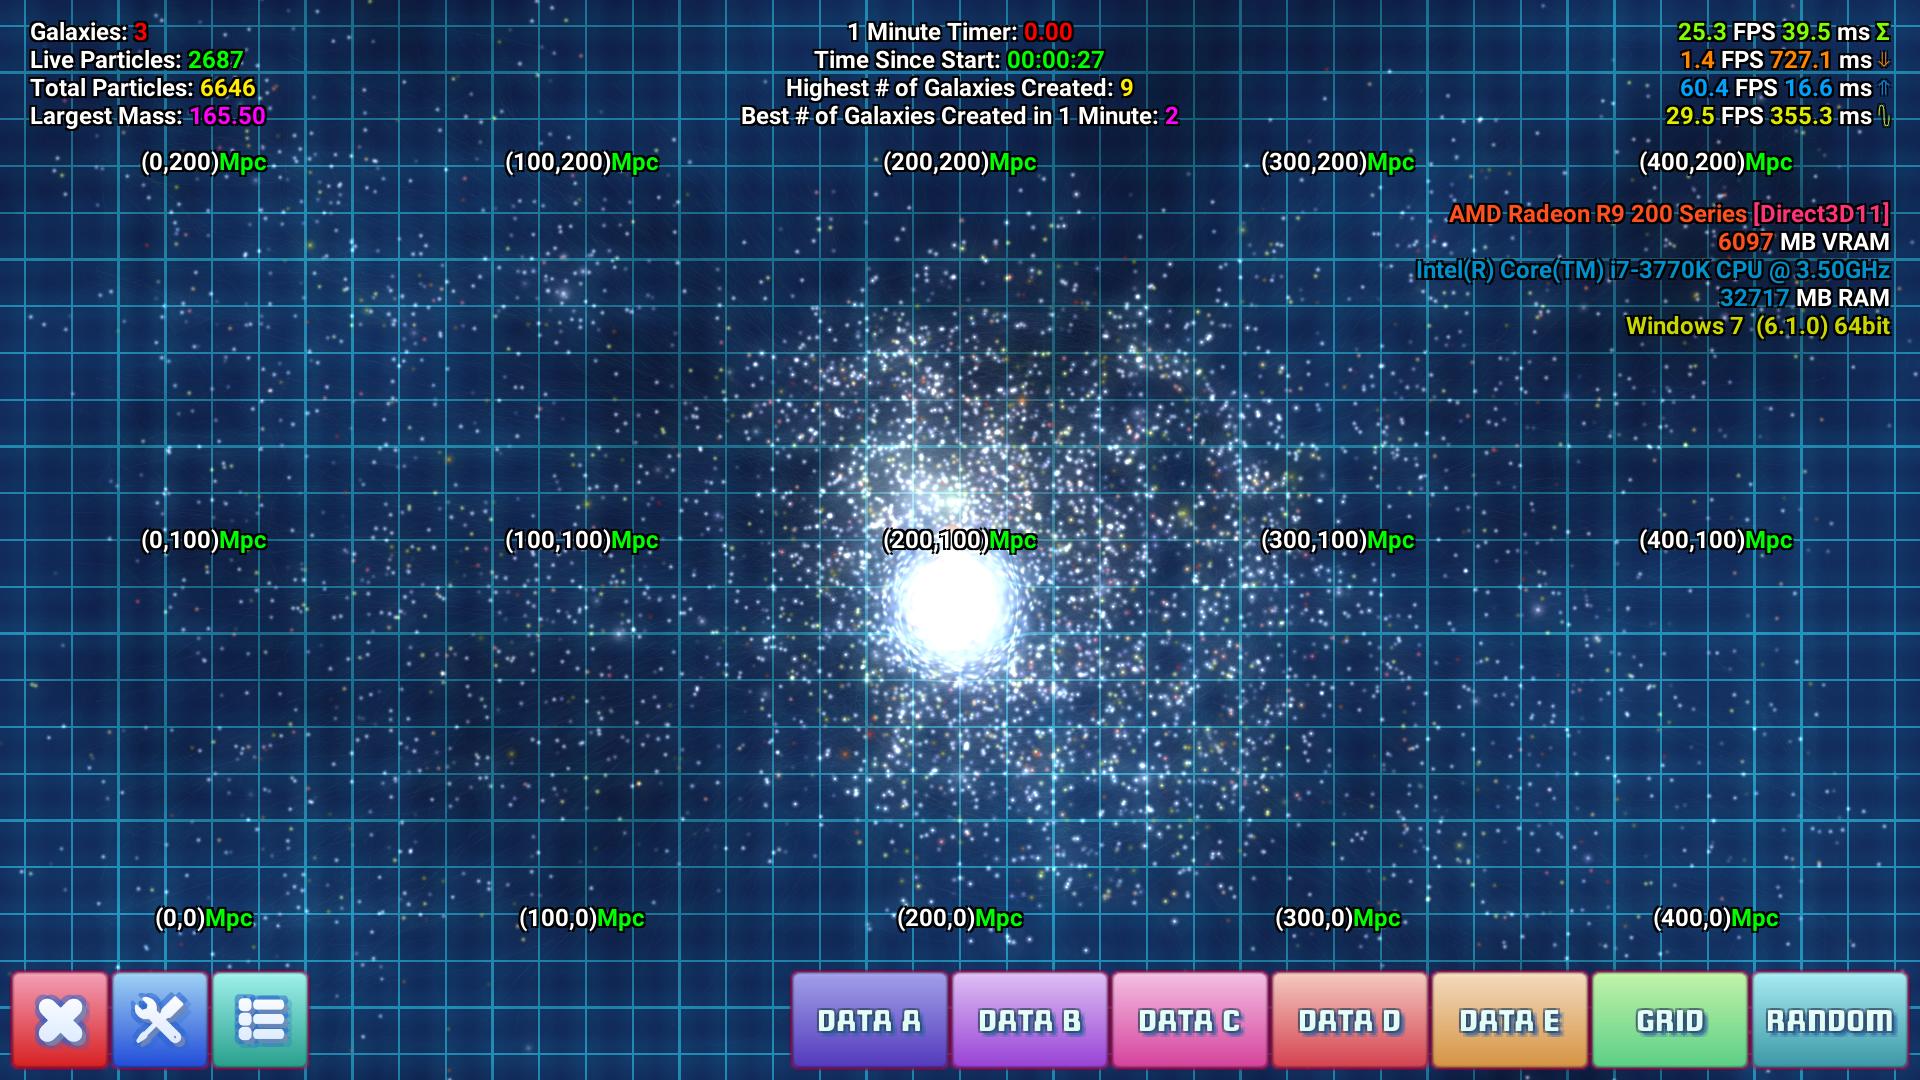 Galaxies: 3
Live Particles: 2687
Total Particles: 6646
Largest Mass: 165.50
1 Minute Timer: 0.00
Time Since Start: 00:00:27
Highest # of Galaxies Created: 9
Best # of Galaxies Created in 1 Minute: 2
25.3 FPS 39.5 ms Σ
1.4 FPS 727.1 ms ⇓
60.4 FPS 16.6 ms ⇑
29.5 FPS 355.3 ms
(0,200)Mpc (100,200)Mpc (200,200)Mpc (300,200)Mpc (400,200)Mpc
AMD Radeon R9 200 Series [Direct3D11]
6097 MB VRAM
Intel(R) Core(TM) i7-3770K CPU @ 3.50GHz
32717 MB RAM
Windows 7 (6.1.0) 64bit
(0,100)Mpc (100,100)Mpc (200,100)Mpc (300,100)Mpc (400,100)Mpc
(0,0)Mpc (100,0)Mpc (200,0)Mpc (300,0)Mpc (400,0)Mpc
DATA A DATA B DATA C DATA D DATA E GRID RANDOM